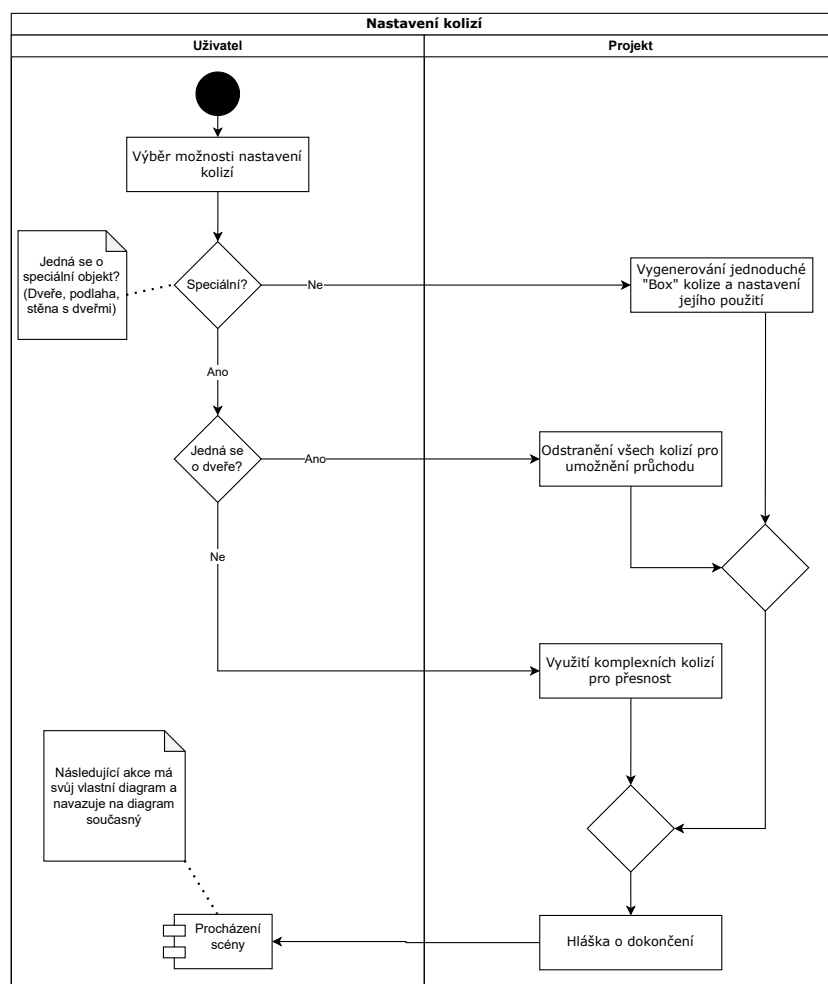 Nastavení kolizí
Uživatel
Projekt
Výběr možnosti nastavení
kolizí
Jedná se o
speciální objekt?
(Dveře, podlaha,
stěna s dveřmi)
Speciální?
Ne
Vygenerování jednoduché
"Box" kolize a nastavení
jejího použití
Ano
Jedná se
o dveře?
Ano
Odstranění všech kolizí pro
umožnění průchodu
Ne
Využití komplexních kolizí
pro přesnost
Následující akce má
svůj vlastní diagram a
navazuje na diagram
současný
Procházení
scény
Hláška o dokončení